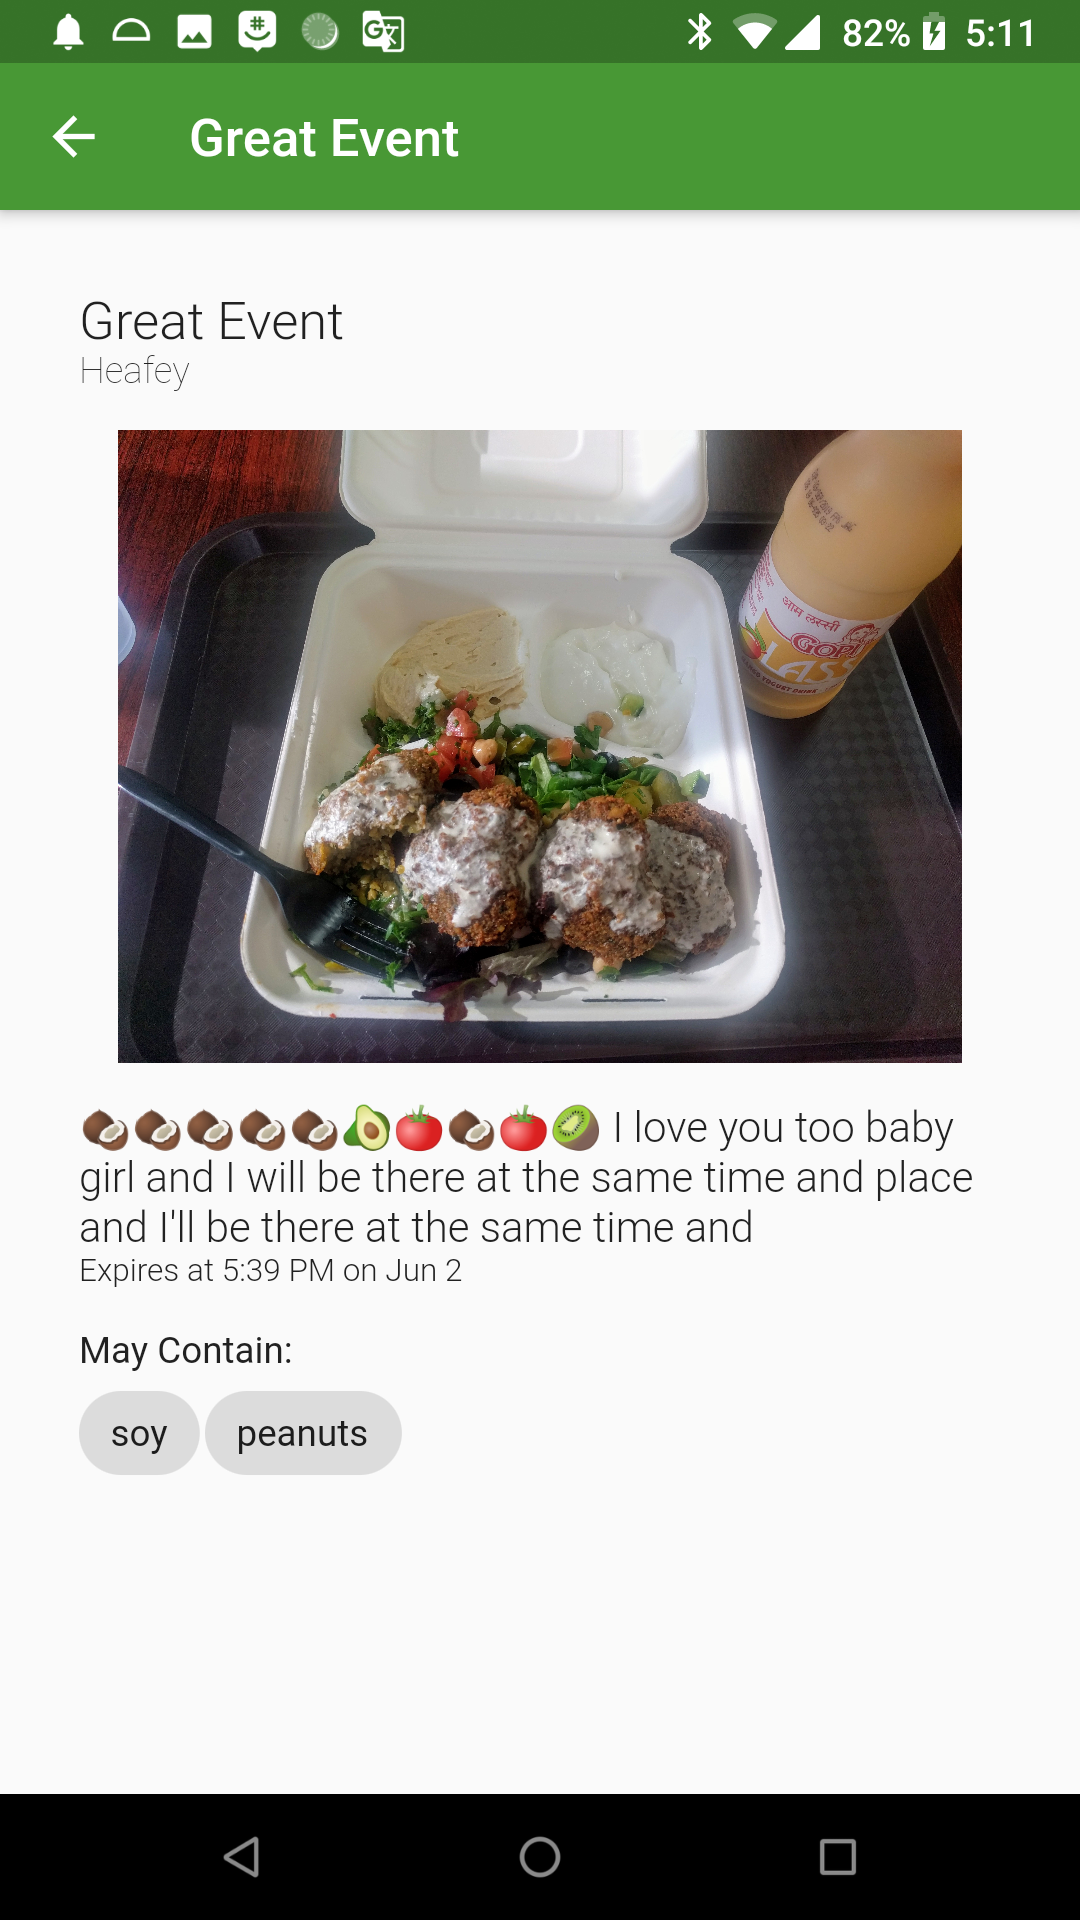 82% 5:11
Great Event
Great Event
Heafey
आम लस्सी
LASS
🥥🥥🥥🥥🥥🥑🍅🥥🍅🥝 I love you too baby
girl and I will be there at the same time and place
and I'll be there at the same time and
Expires at 5:39 PM on Jun 2
May Contain:
soy peanuts